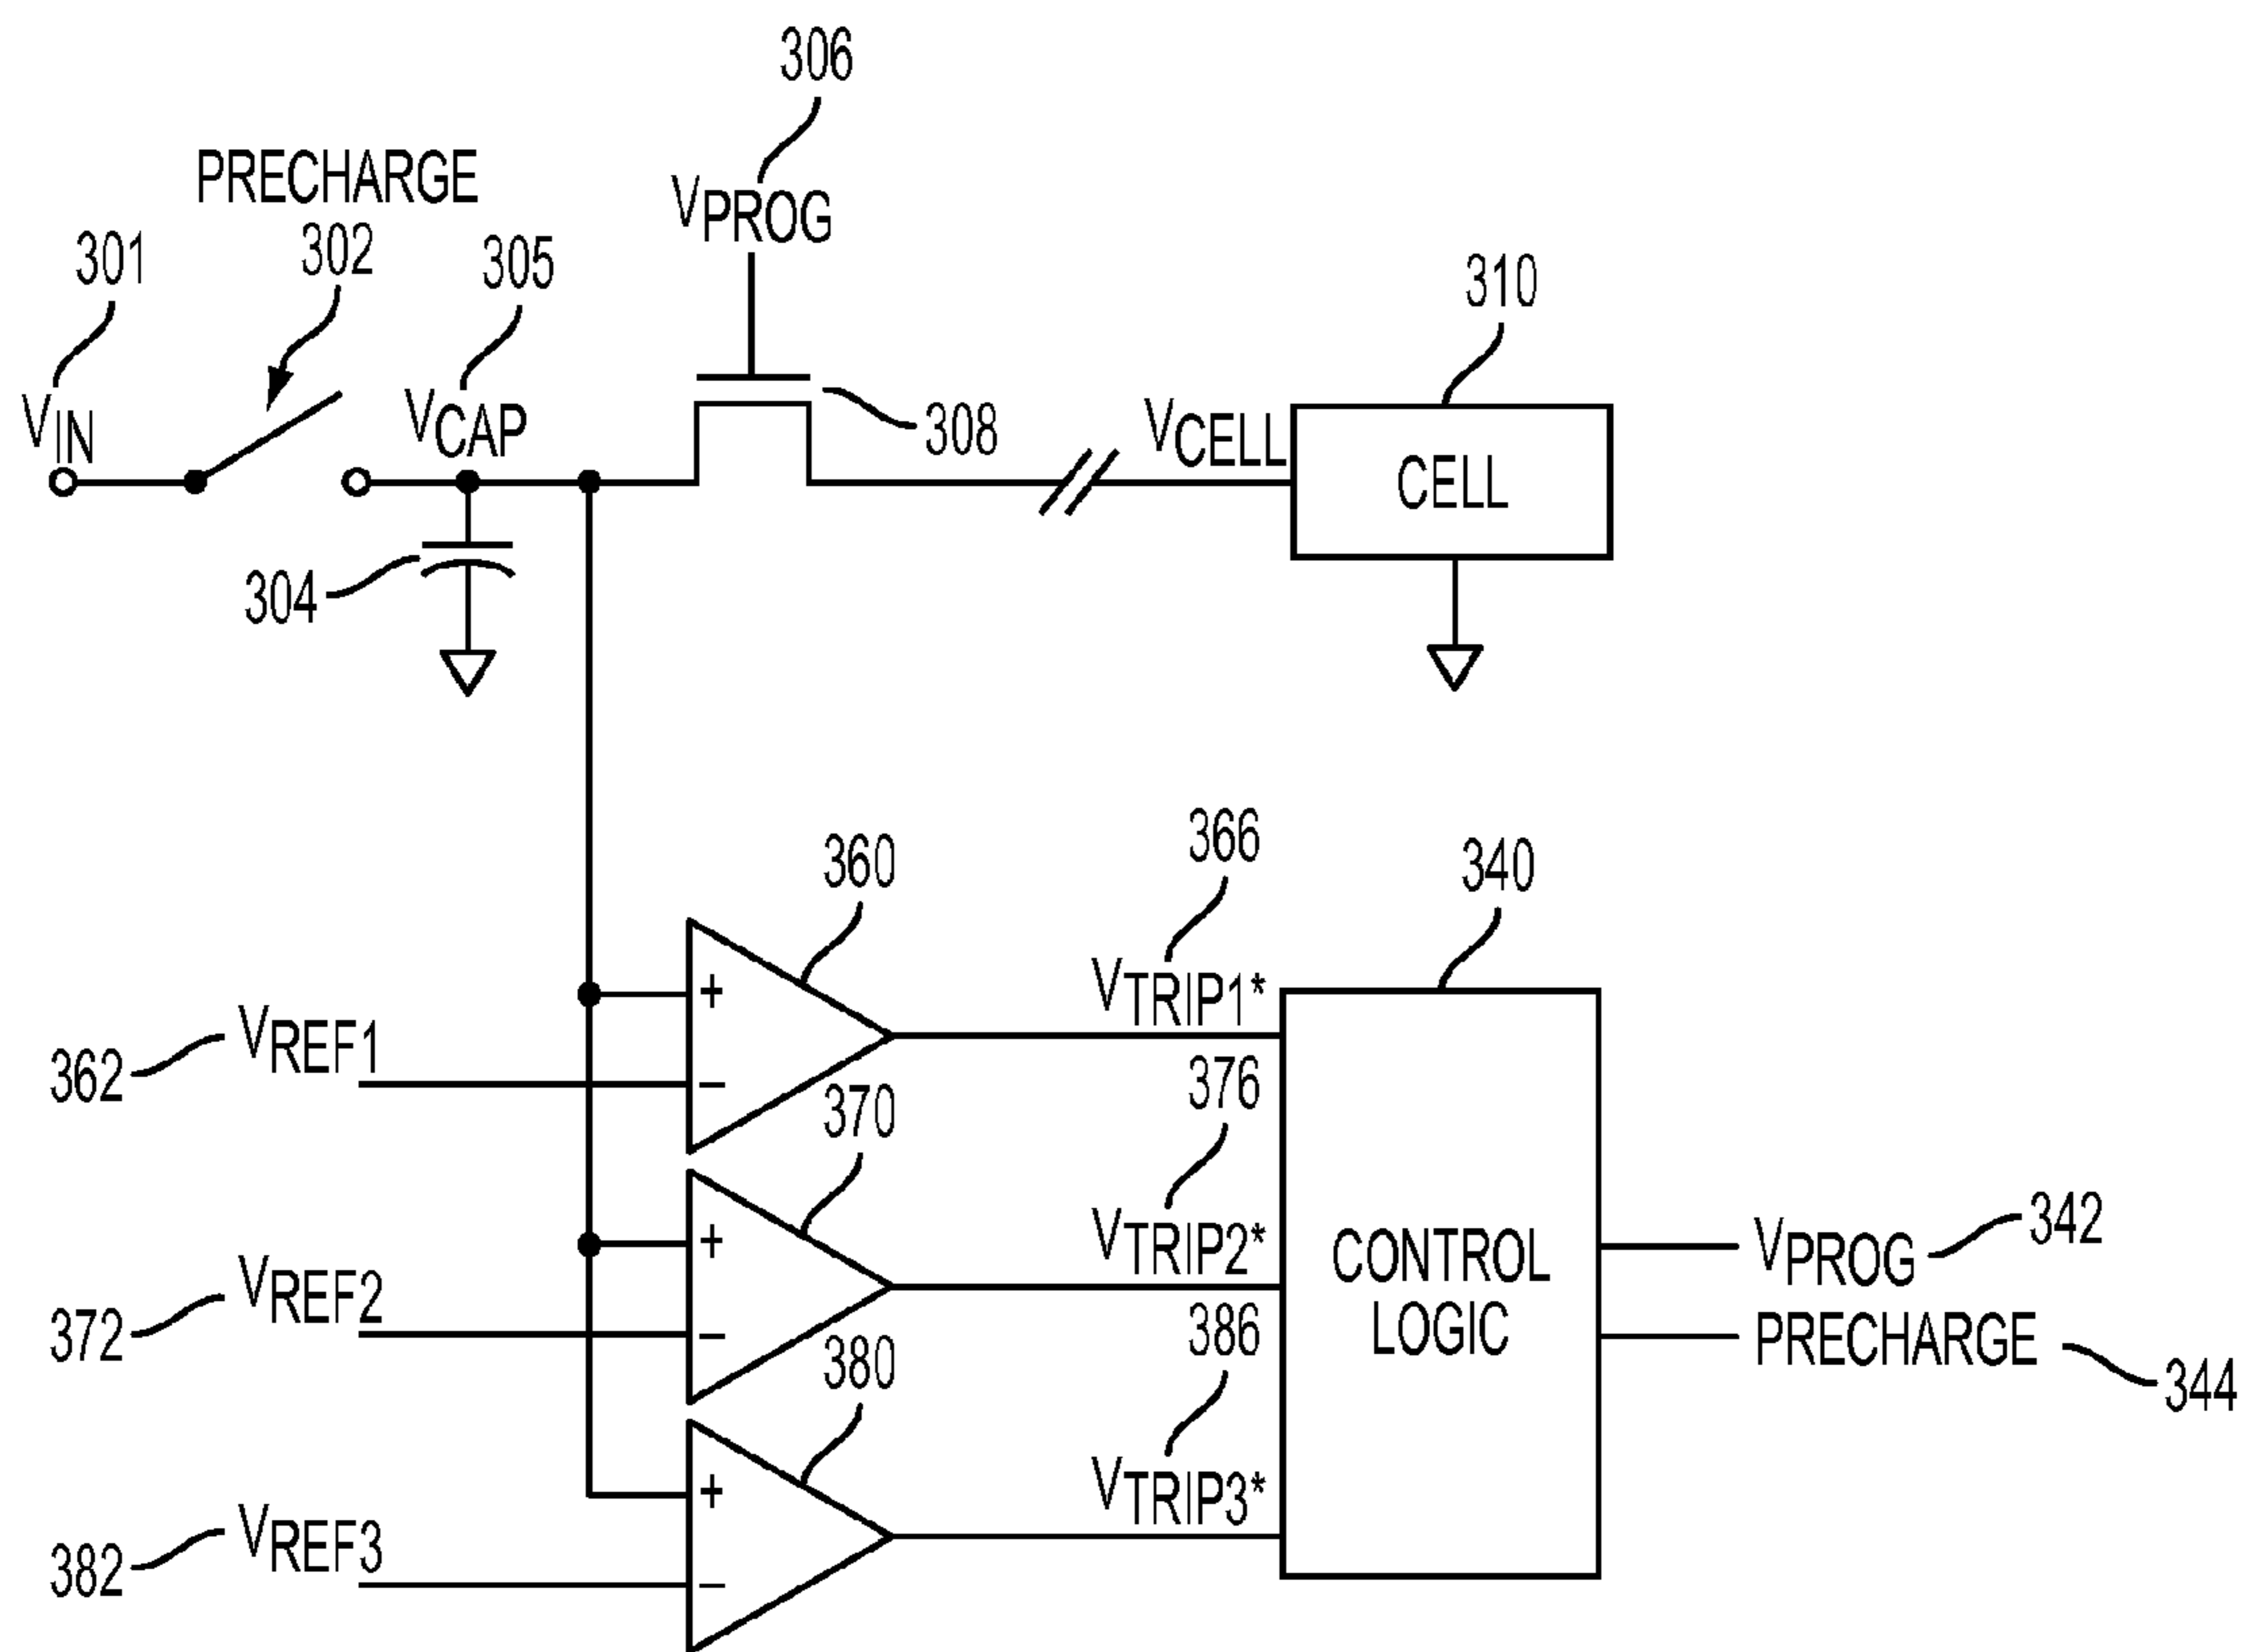 306
PRECHARGE
VPROG
301
302
305
310
VIN
VCAP
308
VCELL
CELL
304
366
360
340
VTRIP1*
+
VREF1
362
−
376
370
VTRIP2*
+
342
VPROG
CONTROL
LOGIC
VREF2
372
−
386
380
PRECHARGE
344
VTRIP3*
+
VREF3
382
−